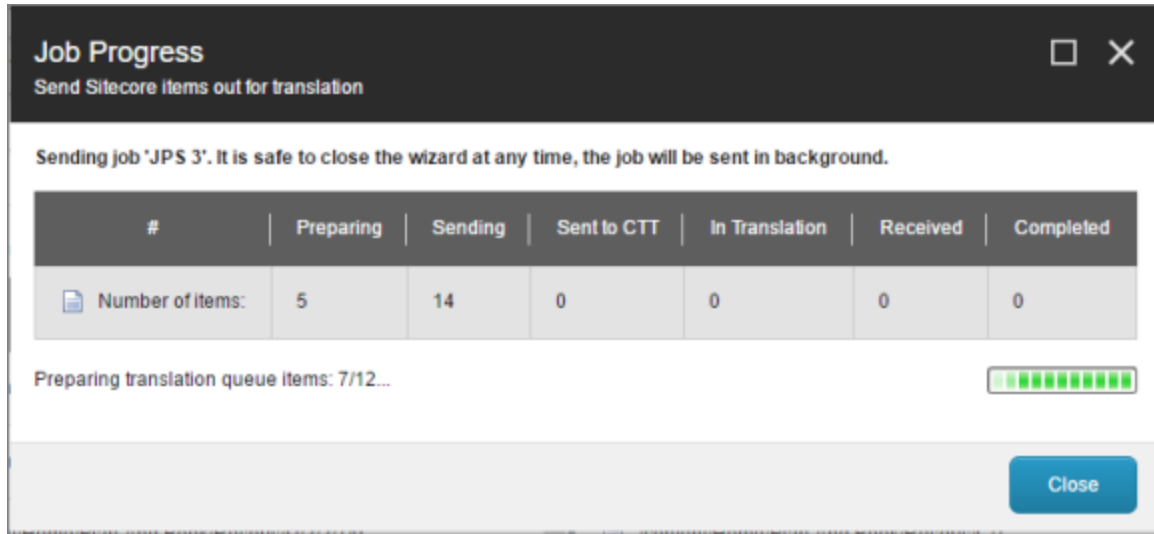 Job Progress
Send Sitecore items out for translation
Sending job 'JPS 3'. It is safe to close the wizard at any time, the job will be sent in background.
# Preparing Sending Sent to CTT In Translation Received Completed
Number of items: 5 14 0 0 0 0
Preparing translation queue items: 7/12...
Close